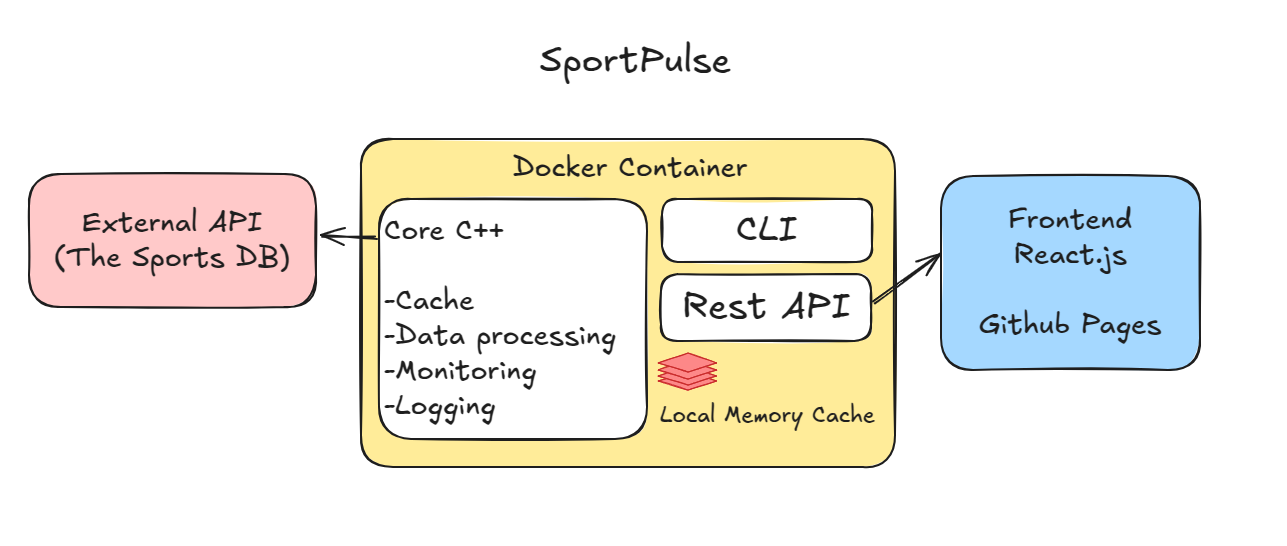 SportPulse
Docker Container
External API
(The Sports DB)
Core C++
-Cache
-Data processing
-Monitoring
-Logging
CLI
Rest API
Local Memory Cache
Frontend
React.js
Github Pages